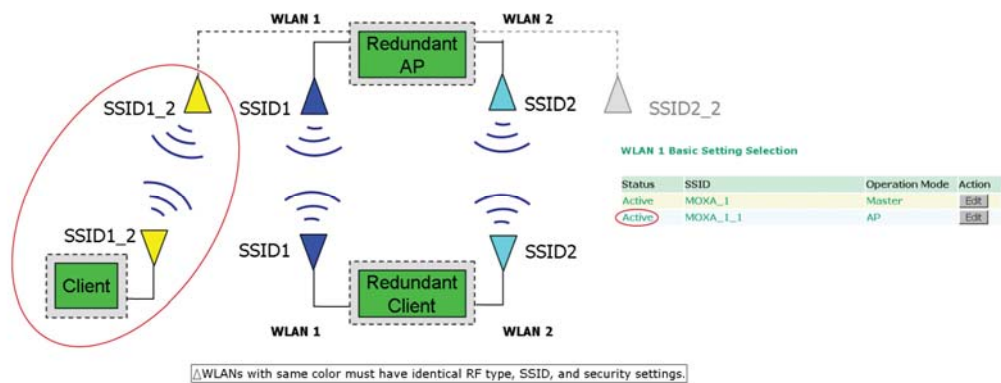 WLAN 1
WLAN 2
Redundant
AP
SSID1_2
SSID1
SSID2
SSID2_2
WLAN 1 Basic Setting Selection
Status SSID Operation Mode Action
Active MOXA_1 Master Edit
Active MOXA_1_1 AP Edit
SSID1_2
SSID1
SSID2
Client
Redundant
Client
WLAN 1
WLAN 2
△WLANs with same color must have identical RF type, SSID, and security settings.